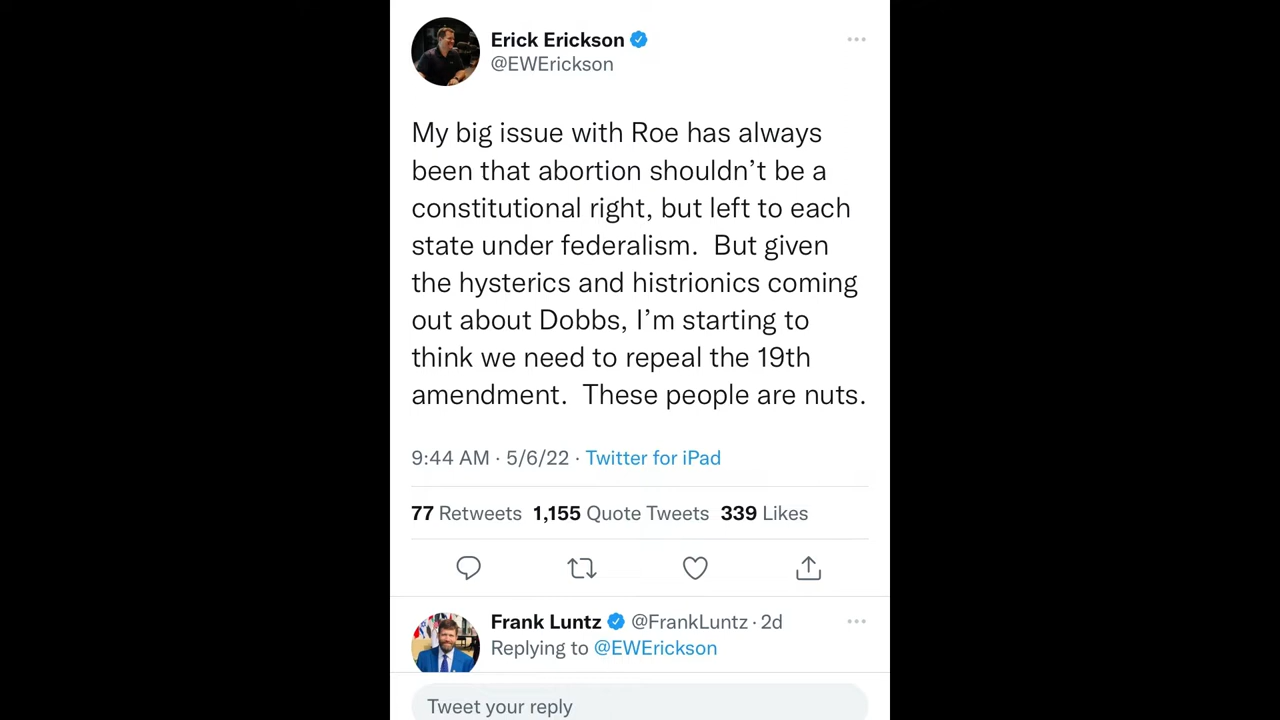 Erick Erickson
@EWErickson
My big issue with Roe has always
been that abortion shouldn’t be a
constitutional right, but left to each
state under federalism.  But given
the hysterics and histrionics coming
out about Dobbs, I’m starting to
think we need to repeal the 19th
amendment.  These people are nuts.
9:44 AM · 5/6/22 · Twitter for iPad
77 Retweets 1,155 Quote Tweets 339 Likes
Frank Luntz @FrankLuntz · 2d
Replying to @EWErickson
Tweet your reply